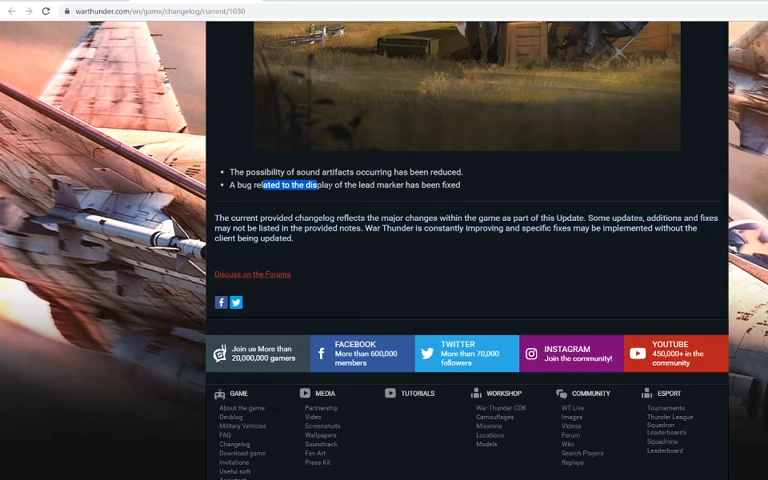 warthunder.com/en/game/changelog/current/1030
The possibility of sound artifacts occurring has been reduced.
A bug related to the display of the lead marker has been fixed
The current provided changelog reflects the major changes within the game as part of this Update. Some updates, additions and fixes
may not be listed in the provided notes. War Thunder is constantly improving and specific fixes may be implemented without the
client being updated.
Discuss on the Forums
Join us More than
20,000,000 gamers
FACEBOOK
More than 600,000
members
TWITTER
More than 70,000
followers
INSTAGRAM
Join the community!
YOUTUBE
450,000+ in the
community
GAME
About the game
Devblog
Military Vehicles
FAQ
Changelog
Download game
Invitations
Useful soft
MEDIA
Partnership
Video
Screenshots
Wallpapers
Soundtrack
Fan Art
Press Kit
TUTORIALS
WORKSHOP
War Thunder CDK
Camouflages
Missions
Locations
Models
COMMUNITY
WT Live
Images
Videos
Forum
Wiki
Search Players
Replays
ESPORT
Tournaments
Thunder League
Squadron
Leaderboards
Squadrons
Leaderboard